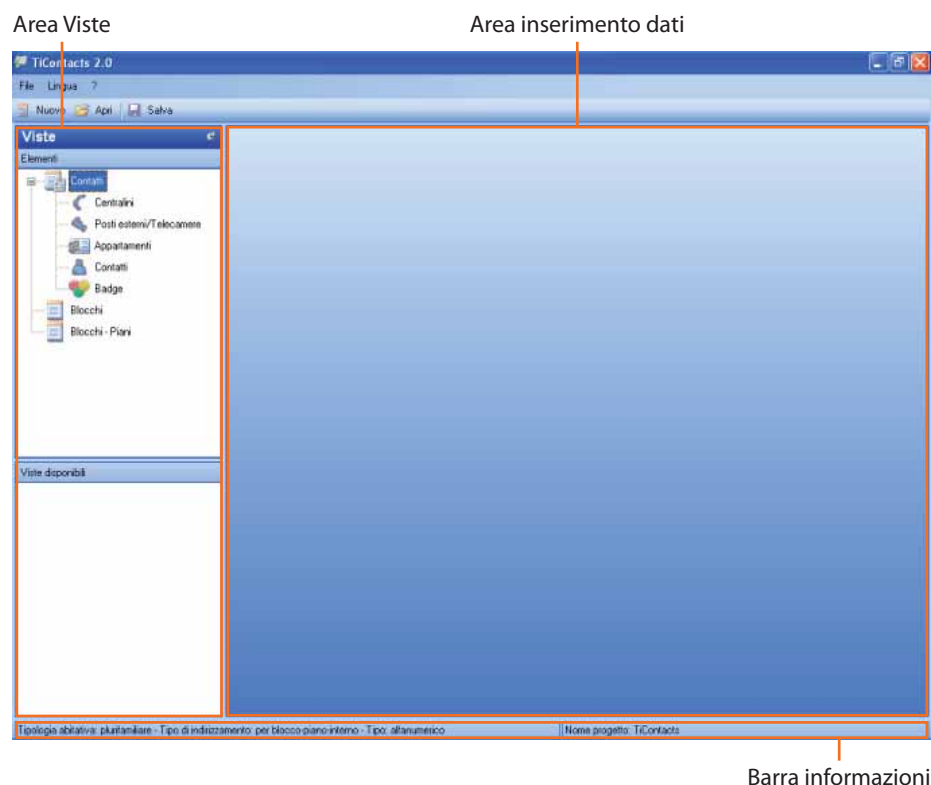 Area Viste
Area inserimento dati
TiContacts 2.0
File Lingua ?
Nuovo Apri Salva
Viste
Elementi
Contatti
Centralini
Posti esterni/Telecamere
Appartamenti
Contatti
Badge
Blocchi
Blocchi - Piani
Viste disponibili
Tipologia abitativa: plurifamiliare - Tipo di indirizzamento: per blocco-piano-interno - Tipo: alfanumerico
Nome progetto: TiContacts
Barra informazioni